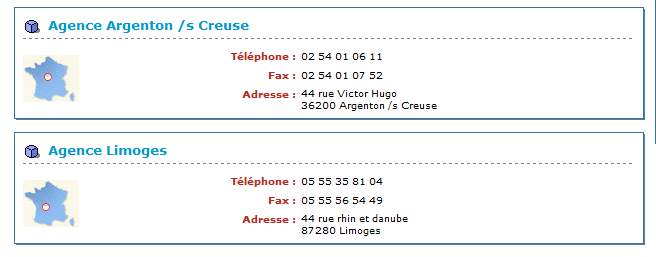 Agence Argenton /s Creuse
Téléphone : 02 54 01 06 11
Fax : 02 54 01 07 52
Adresse : 44 rue Victor Hugo
36200 Argenton /s Creuse
Agence Limoges
Téléphone : 05 55 35 81 04
Fax : 05 55 56 54 49
Adresse : 44 rue rhin et danube
87280 Limoges